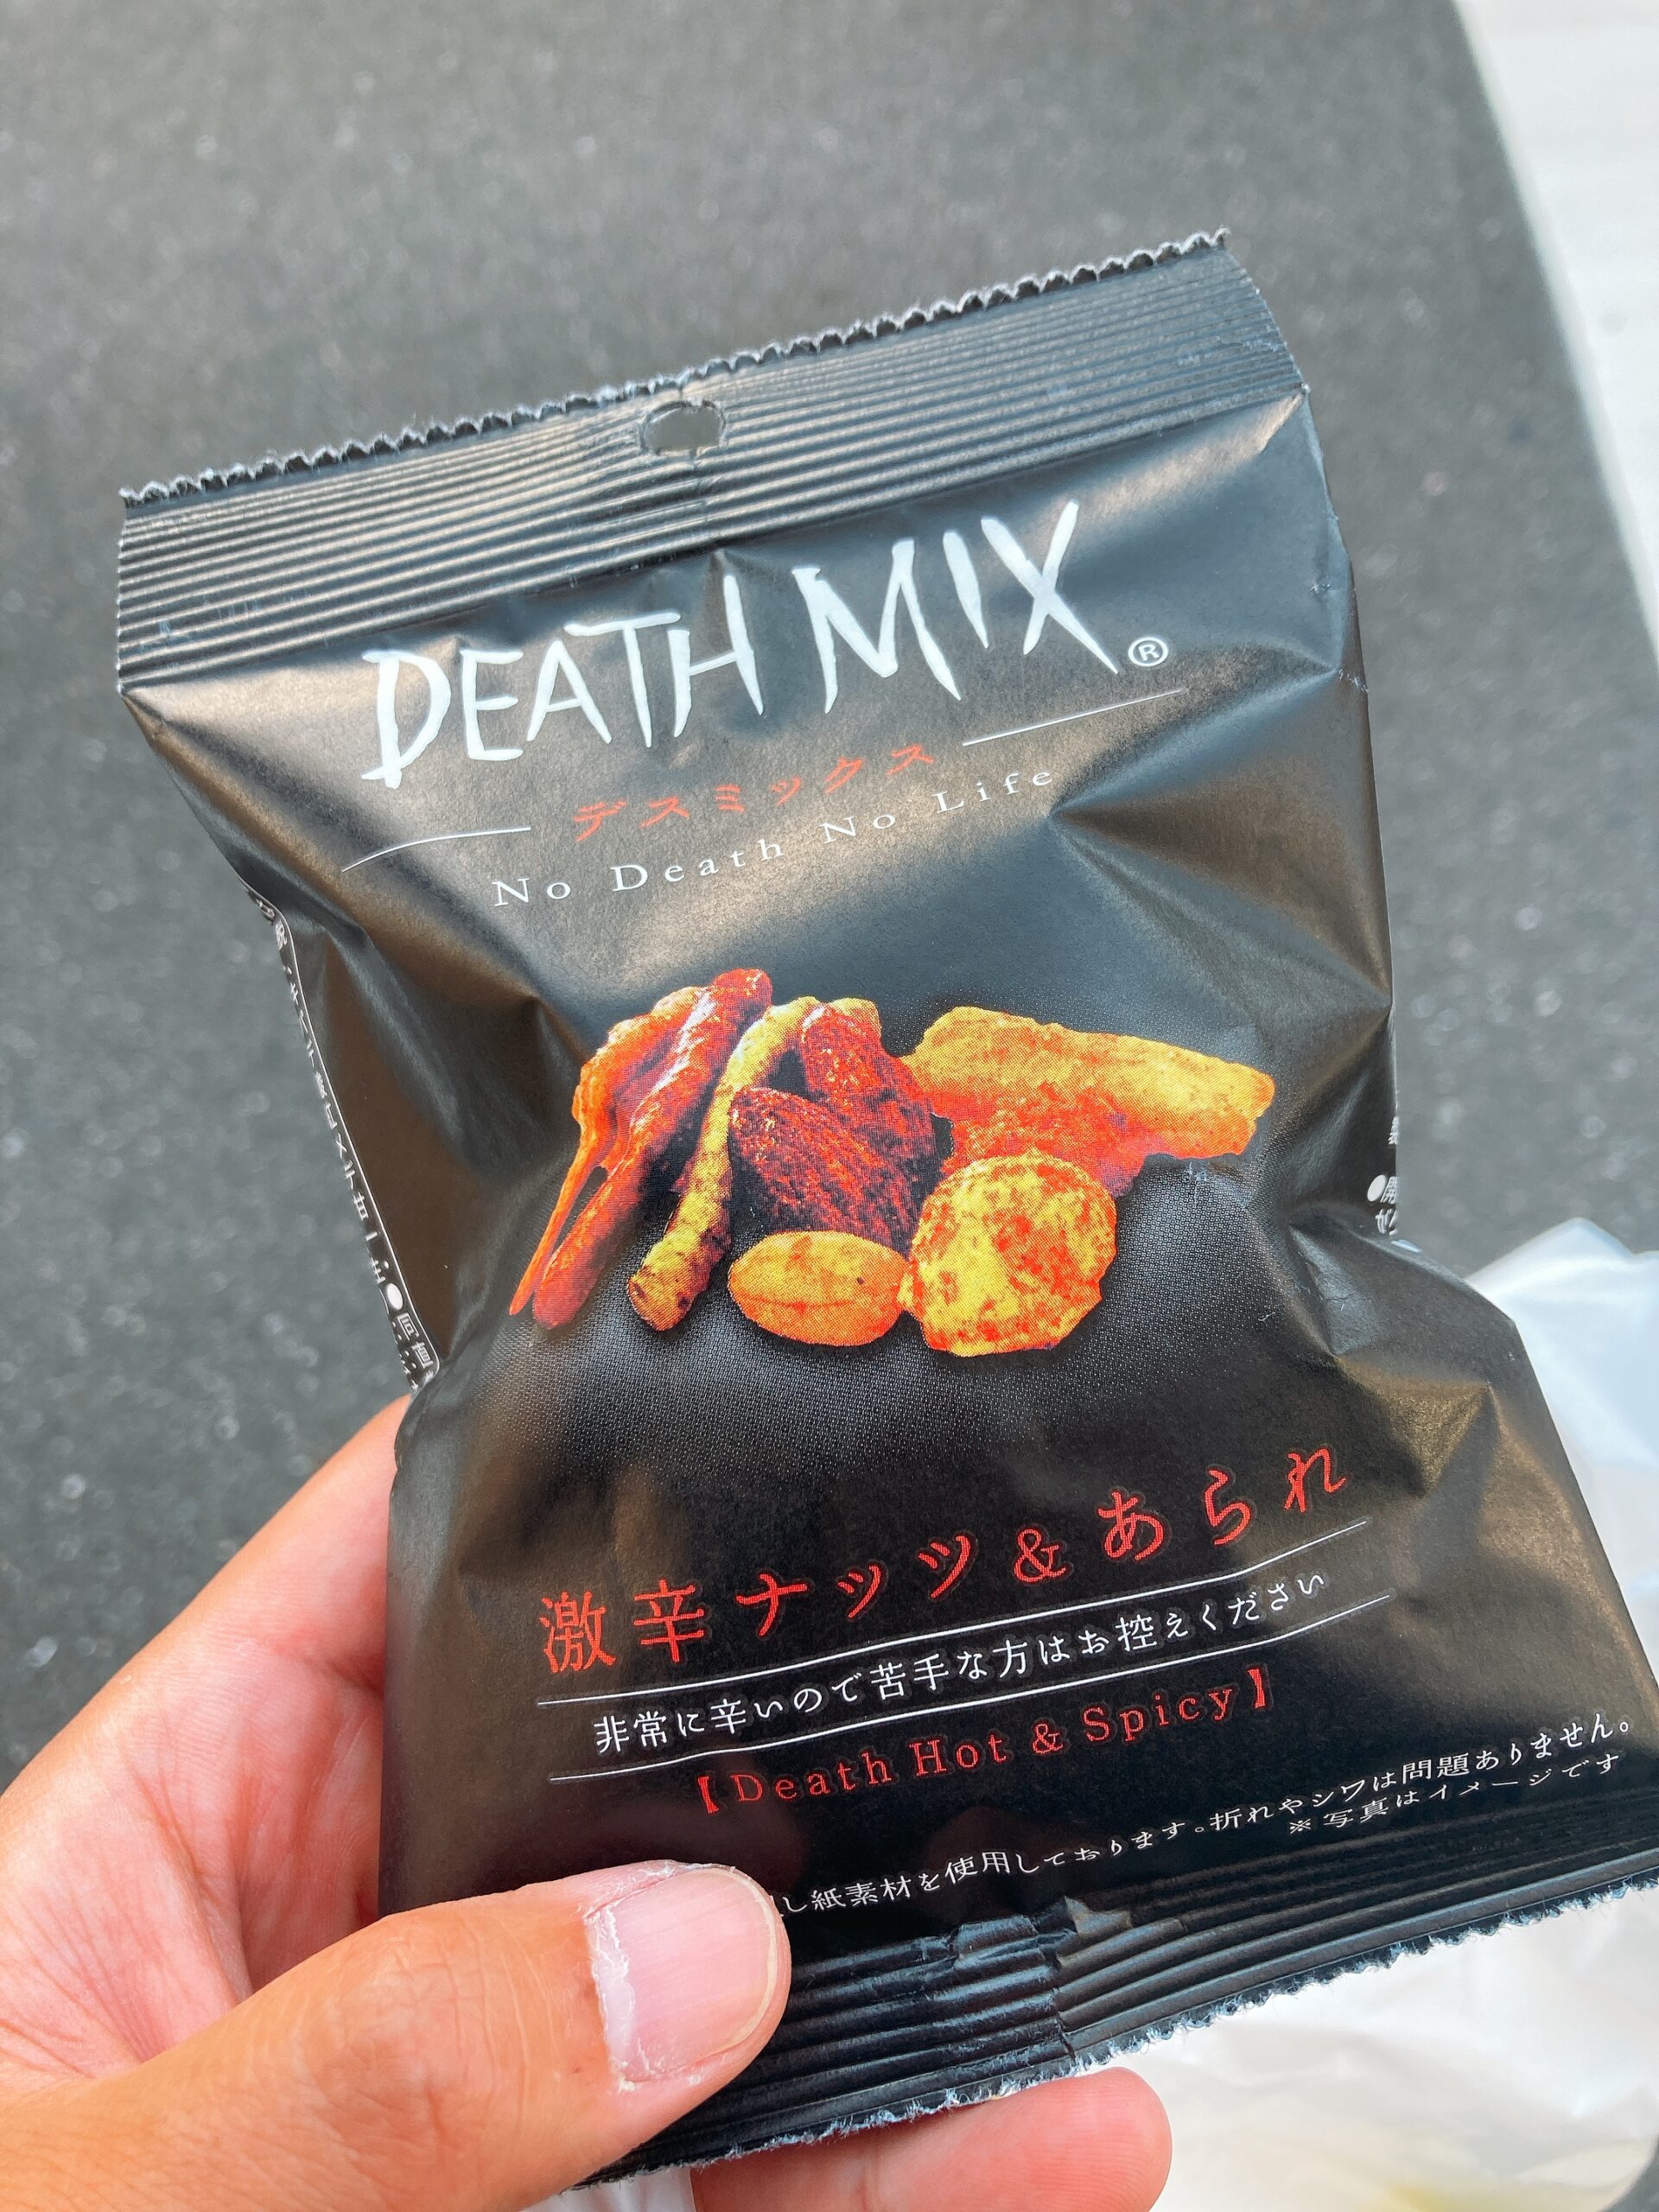 DEATH MIX®
デスミックス
No Death No Life
激辛ナッツ&あられ
非常に辛いので苦手な方はお控えください
【Death Hot & Spicy】
し紙素材を使用しております。折れやシワは問題ありません。
※写真はイメージです